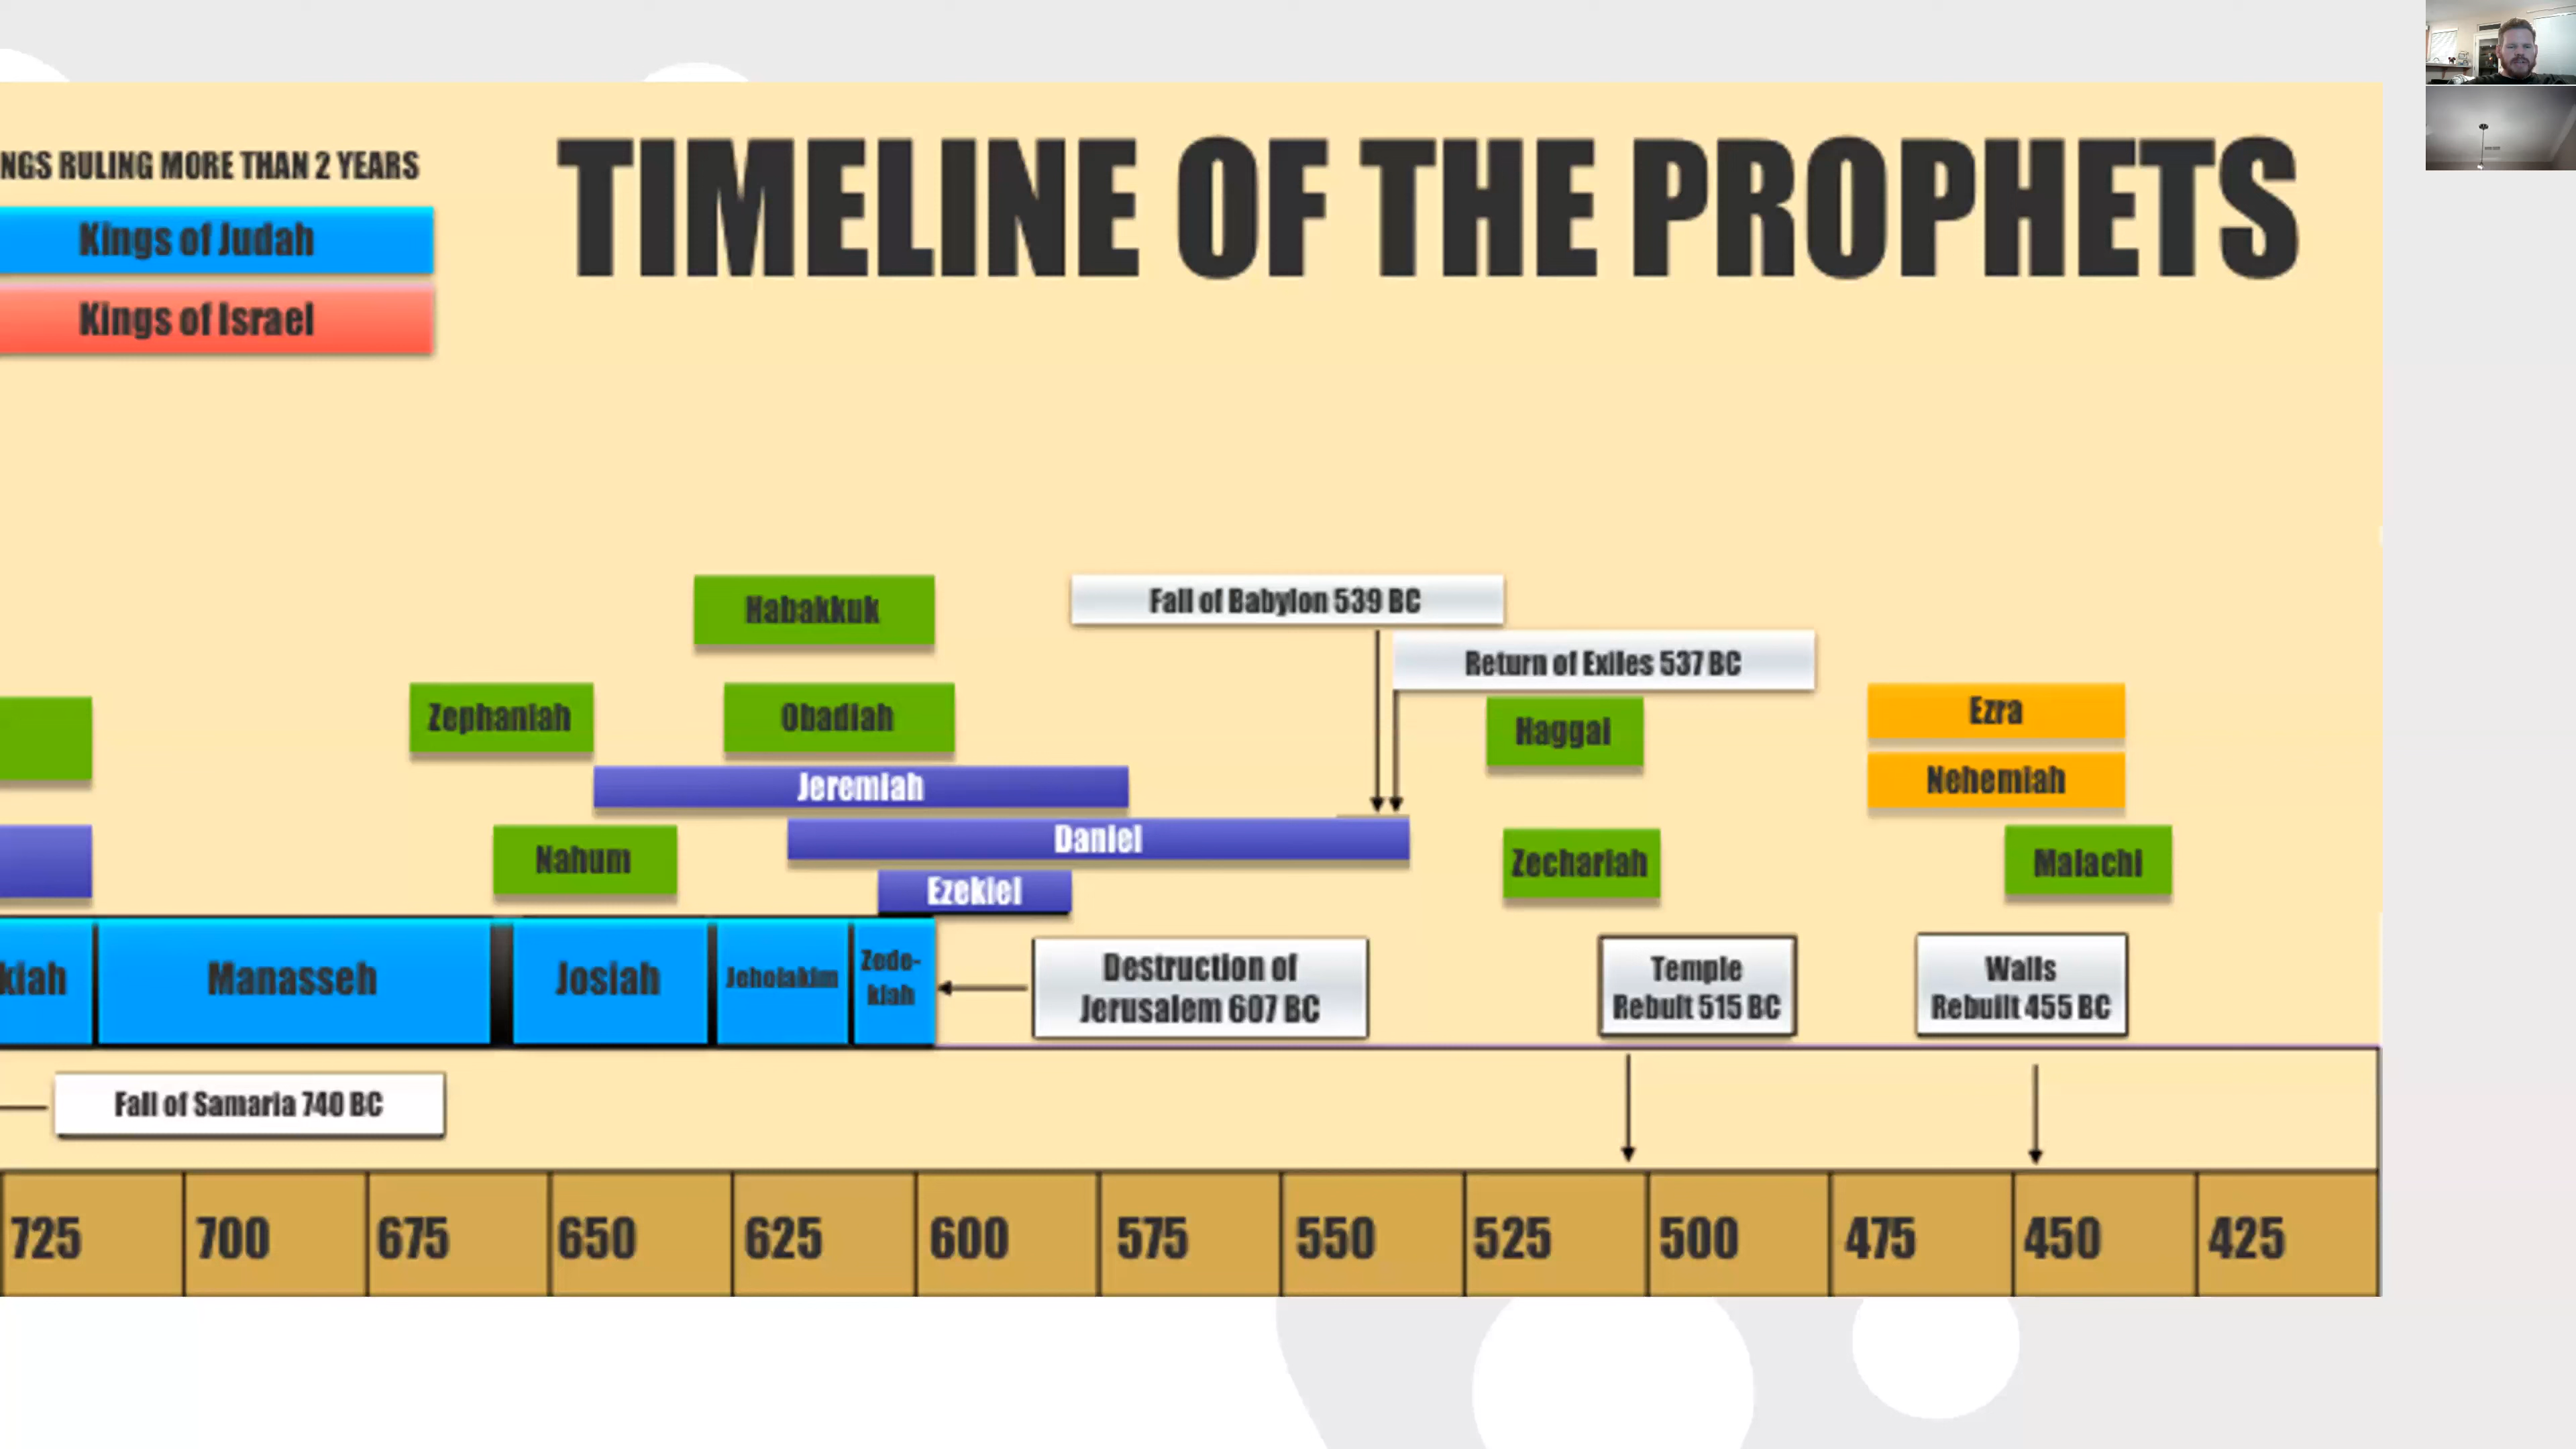 NGS RULING MORE THAN 2 YEARS
TIMELINE OF THE PROPHETS
Kings of Judah
Kings of Israel
Habakkuk
Fall of Babylon 539 BC
Return of Exiles 537 BC
Zephaniah
Obadiah
Haggai
Ezra
Jeremiah
Nehemiah
Nahum
Daniel
Zechariah
Malachi
Ezekiel
kiah
Manasseh
Josiah
Jehoiakim
Zede-
kiah
Destruction of
Jerusalem 607 BC
Temple
Rebult 515 BC
Walls
Rebuilt 455 BC
Fall of Samaria 740 BC
725 700 675 650 625 600 575 550 525 500 475 450 425